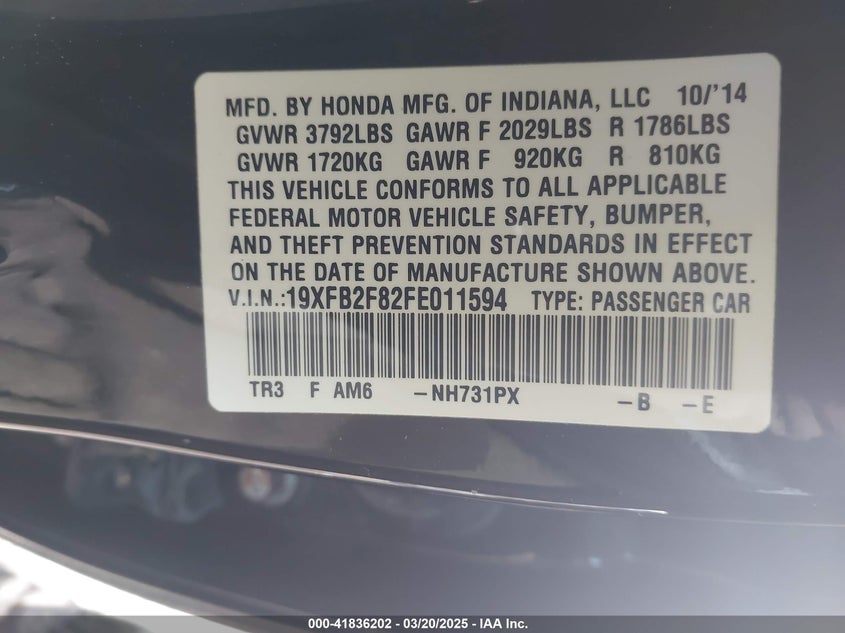 MFD. BY HONDA MFG. OF INDIANA, LLC 10/'14
GVWR 3792LBS GAWR F 2029LBS R 1786LBS
GVWR 1720KG GAWR F 920KG R 810KG
THIS VEHICLE CONFORMS TO ALL APPLICABLE
FEDERAL MOTOR VEHICLE SAFETY, BUMPER,
AND THEFT PREVENTION STANDARDS IN EFFECT
ON THE DATE OF MANUFACTURE SHOWN ABOVE.
V.I.N.:19XFB2F82FE011594 TYPE: PASSENGER CAR
TR3 F AM6 -NH731PX -B -E
000-41836202 - 03/20/2025 - IAA Inc.